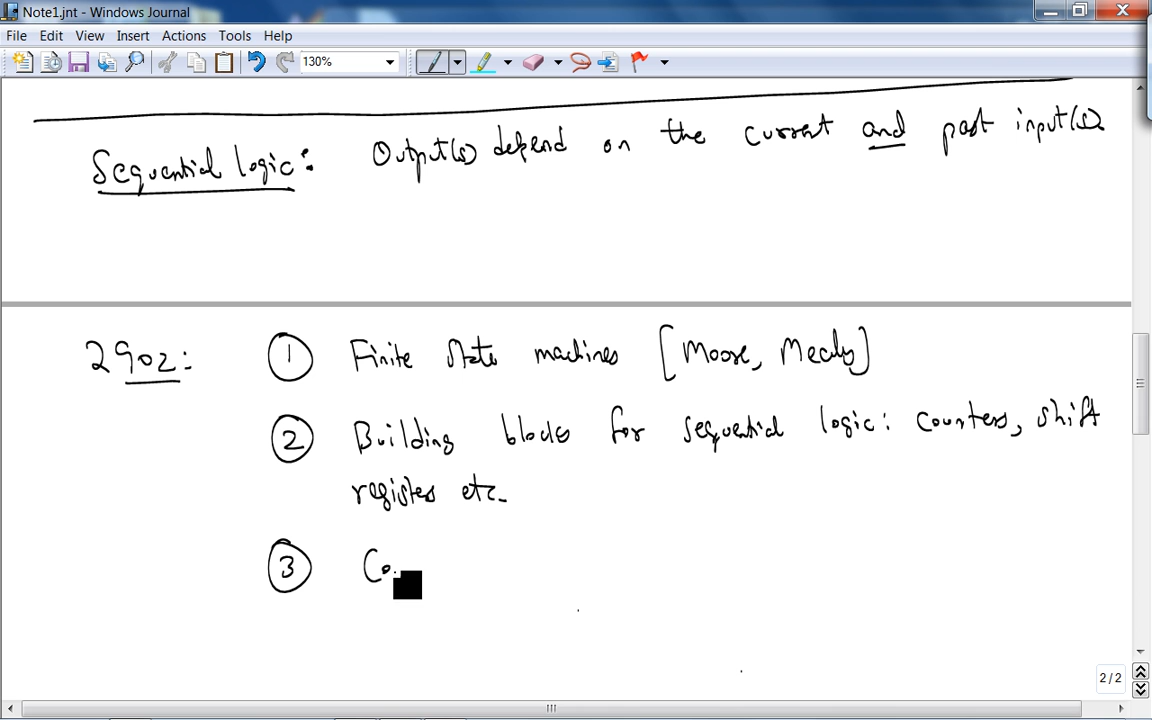 Note1.jnt - Windows Journal
File Edit View Insert Actions Tools Help
130%
Sequential logic: Output(s) depend on the current and past input(s).
2902: ① Finite state machines [Moore, Mealy]
② Building blocks for sequential logic: counters, shift
registers etc.
③ Co
2 / 2